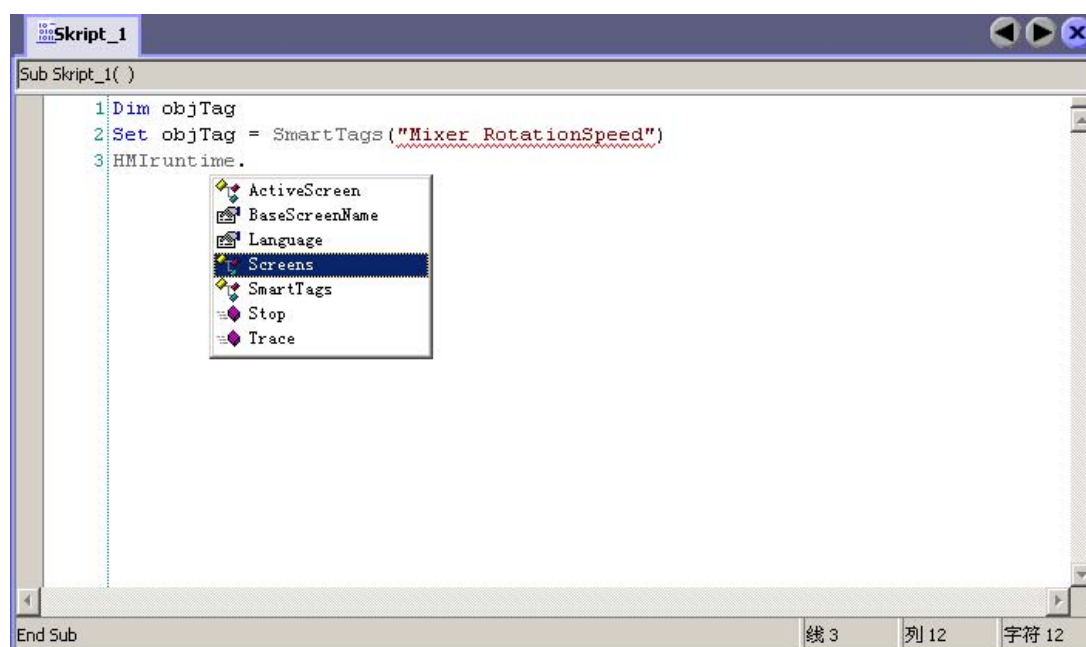 Skript_1
Sub Skript_1( )
1 Dim objTag
2 Set objTag = SmartTags("Mixer RotationSpeed")
3 HMIruntime.
ActiveScreen
BaseScreenName
Language
Screens
SmartTags
Stop
Trace
End Sub 线 3 列 12 字符 12